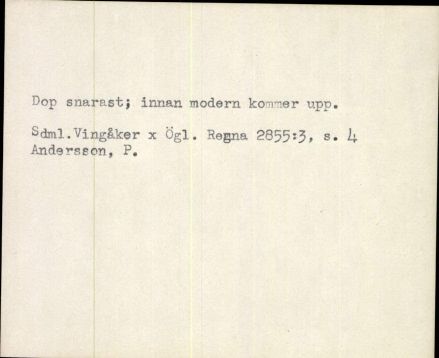 Dop snarast; innan modern kommer upp.
Sdml.Vingåker x Ögl. Regna 2855:3, s. 4
Andersson, P.